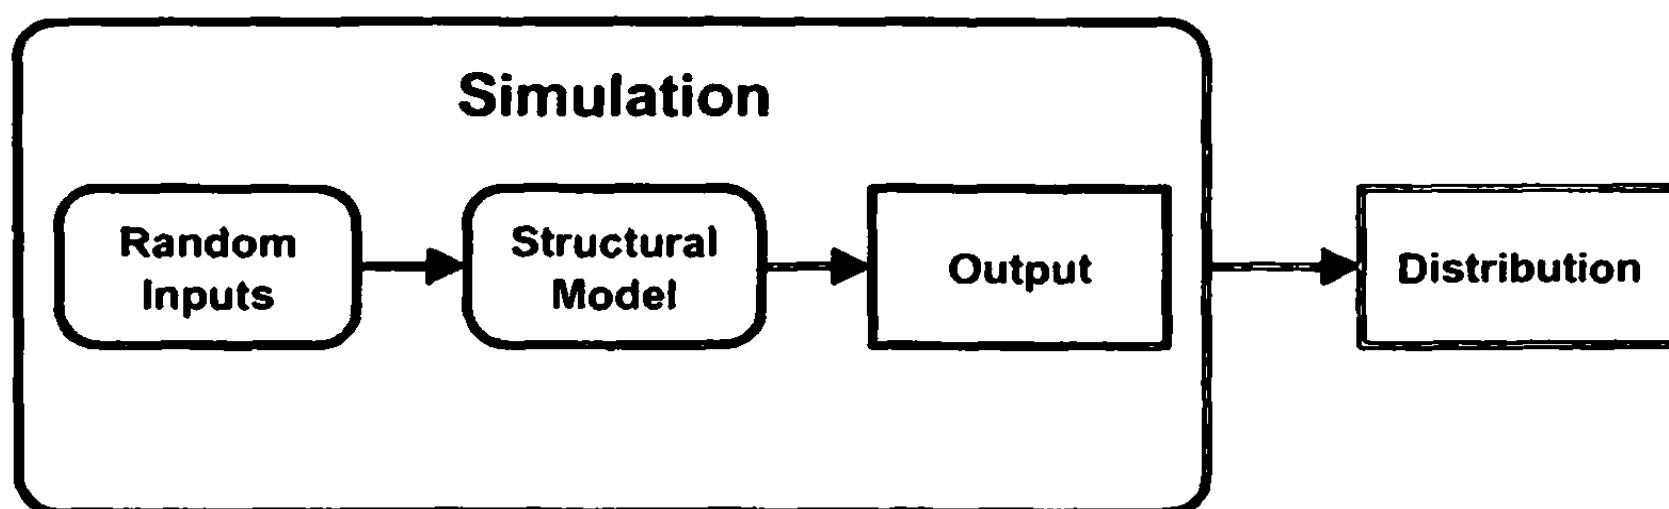 Simulation
Random
Inputs
Structural
Model
Output
Distribution